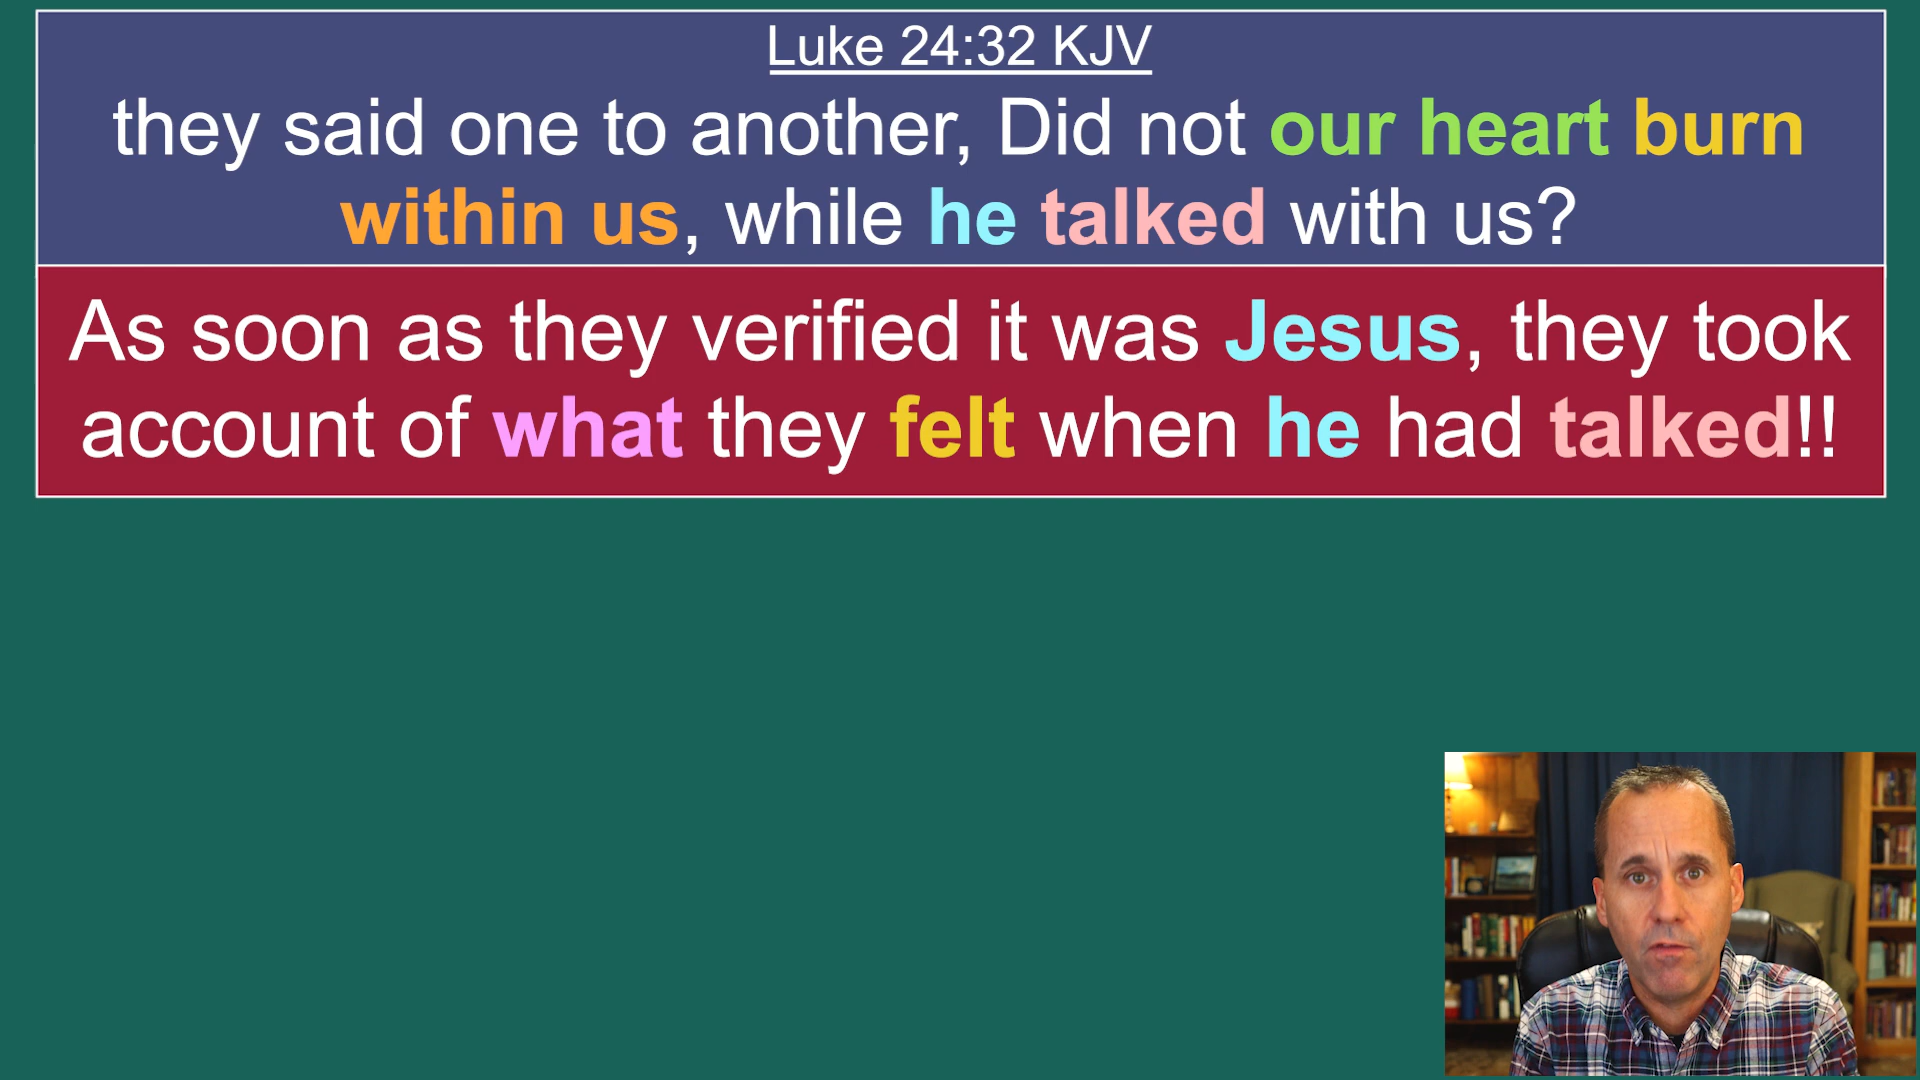 Luke 24:32 KJV
they said one to another, Did not our heart burn
within us, while he talked with us?
As soon as they verified it was Jesus, they took
account of what they felt when he had talked!!